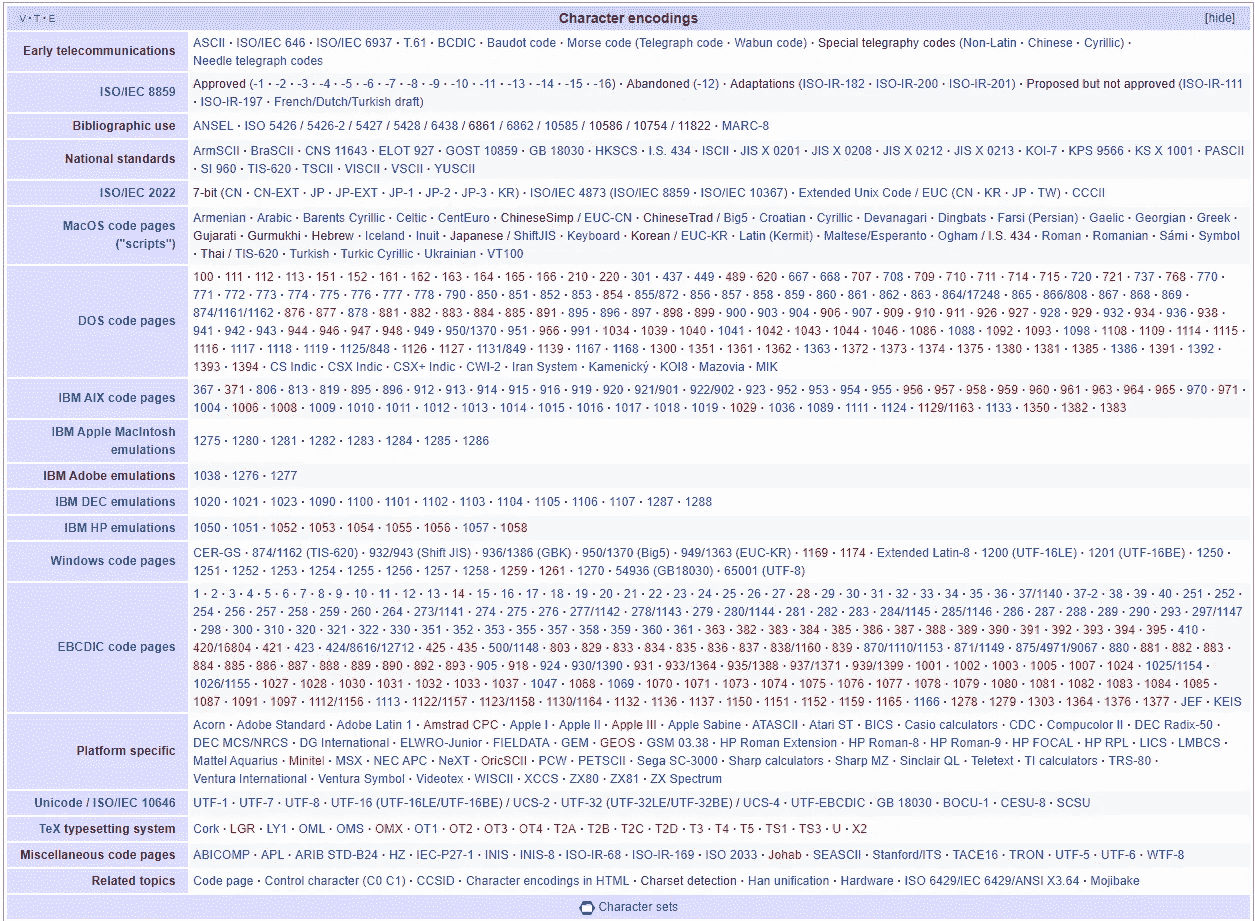 V·T·E Character encodings [hide]
Early telecommunications ASCII · ISO/IEC 646 · ISO/IEC 6937 · T.61 · BCDIC · Baudot code · Morse code (Telegraph code · Wabun code) · Special telegraphy codes (Non-Latin · Chinese · Cyrillic) ·
Needle telegraph codes
ISO/IEC 8859 Approved (-1 · -2 · -3 · -4 · -5 · -6 · -7 · -8 · -9 · -10 · -11 · -13 · -14 · -15 · -16) · Abandoned (-12) · Adaptations (ISO-IR-182 · ISO-IR-200 · ISO-IR-201) · Proposed but not approved (ISO-IR-111
· ISO-IR-197 · French/Dutch/Turkish draft)
Bibliographic use ANSEL · ISO 5426 / 5426-2 / 5427 / 5428 / 6438 / 6861 / 6862 / 10585 / 10586 / 10754 / 11822 · MARC-8
National standards ArmSCII · BraSCII · CNS 11643 · ELOT 927 · GOST 10859 · GB 18030 · HKSCS · I.S. 434 · ISCII · JIS X 0201 · JIS X 0208 · JIS X 0212 · JIS X 0213 · KOI-7 · KPS 9566 · KS X 1001 · PASCII
· SI 960 · TIS-620 · TSCII · VISCII · VSCII · YUSCII
ISO/IEC 2022 7-bit (CN · CN-EXT · JP · JP-EXT · JP-1 · JP-2 · JP-3 · KR) · ISO/IEC 4873 (ISO/IEC 8859 · ISO/IEC 10367) · Extended Unix Code / EUC (CN · KR · JP · TW) · CCCII
MacOS code pages ("scripts") Armenian · Arabic · Barents Cyrillic · Celtic · CentEuro · ChineseSimp / EUC-CN · ChineseTrad / Big5 · Croatian · Cyrillic · Devanagari · Dingbats · Farsi (Persian) · Gaelic · Georgian · Greek ·
Gujarati · Gurmukhi · Hebrew · Iceland · Inuit · Japanese / ShiftJIS · Keyboard · Korean / EUC-KR · Latin (Kermit) · Maltese/Esperanto · Ogham / I.S. 434 · Roman · Romanian · Sámi · Symbol
· Thai / TIS-620 · Turkish · Turkic Cyrillic · Ukrainian · VT100
DOS code pages 100 · 111 · 112 · 113 · 151 · 152 · 161 · 162 · 163 · 164 · 165 · 166 · 210 · 220 · 301 · 437 · 449 · 489 · 620 · 667 · 668 · 707 · 708 · 709 · 710 · 711 · 714 · 715 · 720 · 721 · 737 · 768 · 770 ·
771 · 772 · 773 · 774 · 775 · 776 · 777 · 778 · 790 · 850 · 851 · 852 · 853 · 854 · 855/872 · 856 · 857 · 858 · 859 · 860 · 861 · 862 · 863 · 864/17248 · 865 · 866/808 · 867 · 868 · 869 ·
874/1161/1162 · 876 · 877 · 878 · 881 · 882 · 883 · 884 · 885 · 891 · 895 · 896 · 897 · 898 · 899 · 900 · 903 · 904 · 906 · 907 · 909 · 910 · 911 · 926 · 927 · 928 · 929 · 932 · 934 · 936 · 938 ·
941 · 942 · 943 · 944 · 946 · 947 · 948 · 949 · 950/1370 · 951 · 966 · 991 · 1034 · 1039 · 1040 · 1041 · 1042 · 1043 · 1044 · 1046 · 1086 · 1088 · 1092 · 1093 · 1098 · 1108 · 1109 · 1114 · 1115 ·
1116 · 1117 · 1118 · 1119 · 1125/848 · 1126 · 1127 · 1131/849 · 1139 · 1167 · 1168 · 1300 · 1351 · 1361 · 1362 · 1363 · 1372 · 1373 · 1374 · 1375 · 1380 · 1381 · 1385 · 1386 · 1391 · 1392 ·
1393 · 1394 · CS Indic · CSX Indic · CSX+ Indic · CWI-2 · Iran System · Kamenický · KOI8 · Mazovia · MIK
IBM AIX code pages 367 · 371 · 806 · 813 · 819 · 895 · 896 · 912 · 913 · 914 · 915 · 916 · 919 · 920 · 921/901 · 922/902 · 923 · 952 · 953 · 954 · 955 · 956 · 957 · 958 · 959 · 960 · 961 · 963 · 964 · 965 · 970 · 971 ·
1004 · 1006 · 1008 · 1009 · 1010 · 1011 · 1012 · 1013 · 1014 · 1015 · 1016 · 1017 · 1018 · 1019 · 1029 · 1036 · 1089 · 1111 · 1124 · 1129/1163 · 1133 · 1350 · 1382 · 1383
IBM Apple MacIntosh emulations 1275 · 1280 · 1281 · 1282 · 1283 · 1284 · 1285 · 1286
IBM Adobe emulations 1038 · 1276 · 1277
IBM DEC emulations 1020 · 1021 · 1023 · 1090 · 1100 · 1101 · 1102 · 1103 · 1104 · 1105 · 1106 · 1107 · 1287 · 1288
IBM HP emulations 1050 · 1051 · 1052 · 1053 · 1054 · 1055 · 1056 · 1057 · 1058
Windows code pages CER-GS · 874/1162 (TIS-620) · 932/943 (Shift JIS) · 936/1386 (GBK) · 950/1370 (Big5) · 949/1363 (EUC-KR) · 1169 · 1174 · Extended Latin-8 · 1200 (UTF-16LE) · 1201 (UTF-16BE) · 1250 ·
1251 · 1252 · 1253 · 1254 · 1255 · 1256 · 1257 · 1258 · 1259 · 1261 · 1270 · 54936 (GB18030) · 65001 (UTF-8)
EBCDIC code pages 1 · 2 · 3 · 4 · 5 · 6 · 7 · 8 · 9 · 10 · 11 · 12 · 13 · 14 · 15 · 16 · 17 · 18 · 19 · 20 · 21 · 22 · 23 · 24 · 25 · 26 · 27 · 28 · 29 · 30 · 31 · 32 · 33 · 34 · 35 · 36 · 37/1140 · 37-2 · 38 · 39 · 40 · 251 · 252 ·
254 · 256 · 257 · 258 · 259 · 260 · 264 · 273/1141 · 274 · 275 · 276 · 277/1142 · 278/1143 · 279 · 280/1144 · 281 · 282 · 283 · 284/1145 · 285/1146 · 286 · 287 · 288 · 289 · 290 · 293 · 297/1147
· 298 · 300 · 310 · 320 · 321 · 322 · 330 · 351 · 352 · 353 · 355 · 357 · 358 · 359 · 360 · 361 · 363 · 382 · 383 · 384 · 385 · 386 · 387 · 388 · 389 · 390 · 391 · 392 · 393 · 394 · 395 · 410 ·
420/16804 · 421 · 423 · 424/8616/12712 · 425 · 435 · 500/1148 · 803 · 829 · 833 · 834 · 835 · 836 · 837 · 838/1160 · 839 · 870/1110/1153 · 871/1149 · 875/4971/9067 · 880 · 881 · 882 · 883 ·
884 · 885 · 886 · 887 · 888 · 889 · 890 · 892 · 893 · 905 · 918 · 924 · 930/1390 · 931 · 933/1364 · 935/1388 · 937/1371 · 939/1399 · 1001 · 1002 · 1003 · 1005 · 1007 · 1024 · 1025/1154 ·
1026/1155 · 1027 · 1028 · 1030 · 1031 · 1032 · 1033 · 1037 · 1047 · 1068 · 1069 · 1070 · 1071 · 1073 · 1074 · 1075 · 1076 · 1077 · 1078 · 1079 · 1080 · 1081 · 1082 · 1083 · 1084 · 1085 ·
1087 · 1091 · 1097 · 1112/1156 · 1113 · 1122/1157 · 1123/1158 · 1130/1164 · 1132 · 1136 · 1137 · 1150 · 1151 · 1152 · 1159 · 1165 · 1166 · 1278 · 1279 · 1303 · 1364 · 1376 · 1377 · JEF · KEIS
Platform specific Acorn · Adobe Standard · Adobe Latin 1 · Amstrad CPC · Apple I · Apple II · Apple III · Apple Sabine · ATASCII · Atari ST · BICS · Casio calculators · CDC · Compucolor II · DEC Radix-50 ·
DEC MCS/NRCS · DG International · ELWRO-Junior · FIELDATA · GEM · GEOS · GSM 03.38 · HP Roman Extension · HP Roman-8 · HP Roman-9 · HP FOCAL · HP RPL · LICS · LMBCS ·
Mattel Aquarius · Minitel · MSX · NEC APC · NeXT · OricSCII · PCW · PETSCII · Sega SC-3000 · Sharp calculators · Sharp MZ · Sinclair QL · Teletext · TI calculators · TRS-80 ·
Ventura International · Ventura Symbol · Videotex · WISCII · XCCS · ZX80 · ZX81 · ZX Spectrum
Unicode / ISO/IEC 10646 UTF-1 · UTF-7 · UTF-8 · UTF-16 (UTF-16LE/UTF-16BE) / UCS-2 · UTF-32 (UTF-32LE/UTF-32BE) / UCS-4 · UTF-EBCDIC · GB 18030 · BOCU-1 · CESU-8 · SCSU
TeX typesetting system Cork · LGR · LY1 · OML · OMS · OMX · OT1 · OT2 · OT3 · OT4 · T2A · T2B · T2C · T2D · T3 · T4 · T5 · TS1 · TS3 · U · X2
Miscellaneous code pages ABICOMP · APL · ARIB STD-B24 · HZ · IEC-P27-1 · INIS · INIS-8 · ISO-IR-68 · ISO-IR-169 · ISO 2033 · Johab · SEASCII · Stanford/ITS · TACE16 · TRON · UTF-5 · UTF-6 · WTF-8
Related topics Code page · Control character (C0 C1) · CCSID · Character encodings in HTML · Charset detection · Han unification · Hardware · ISO 6429/IEC 6429/ANSI X3.64 · Mojibake
Character sets